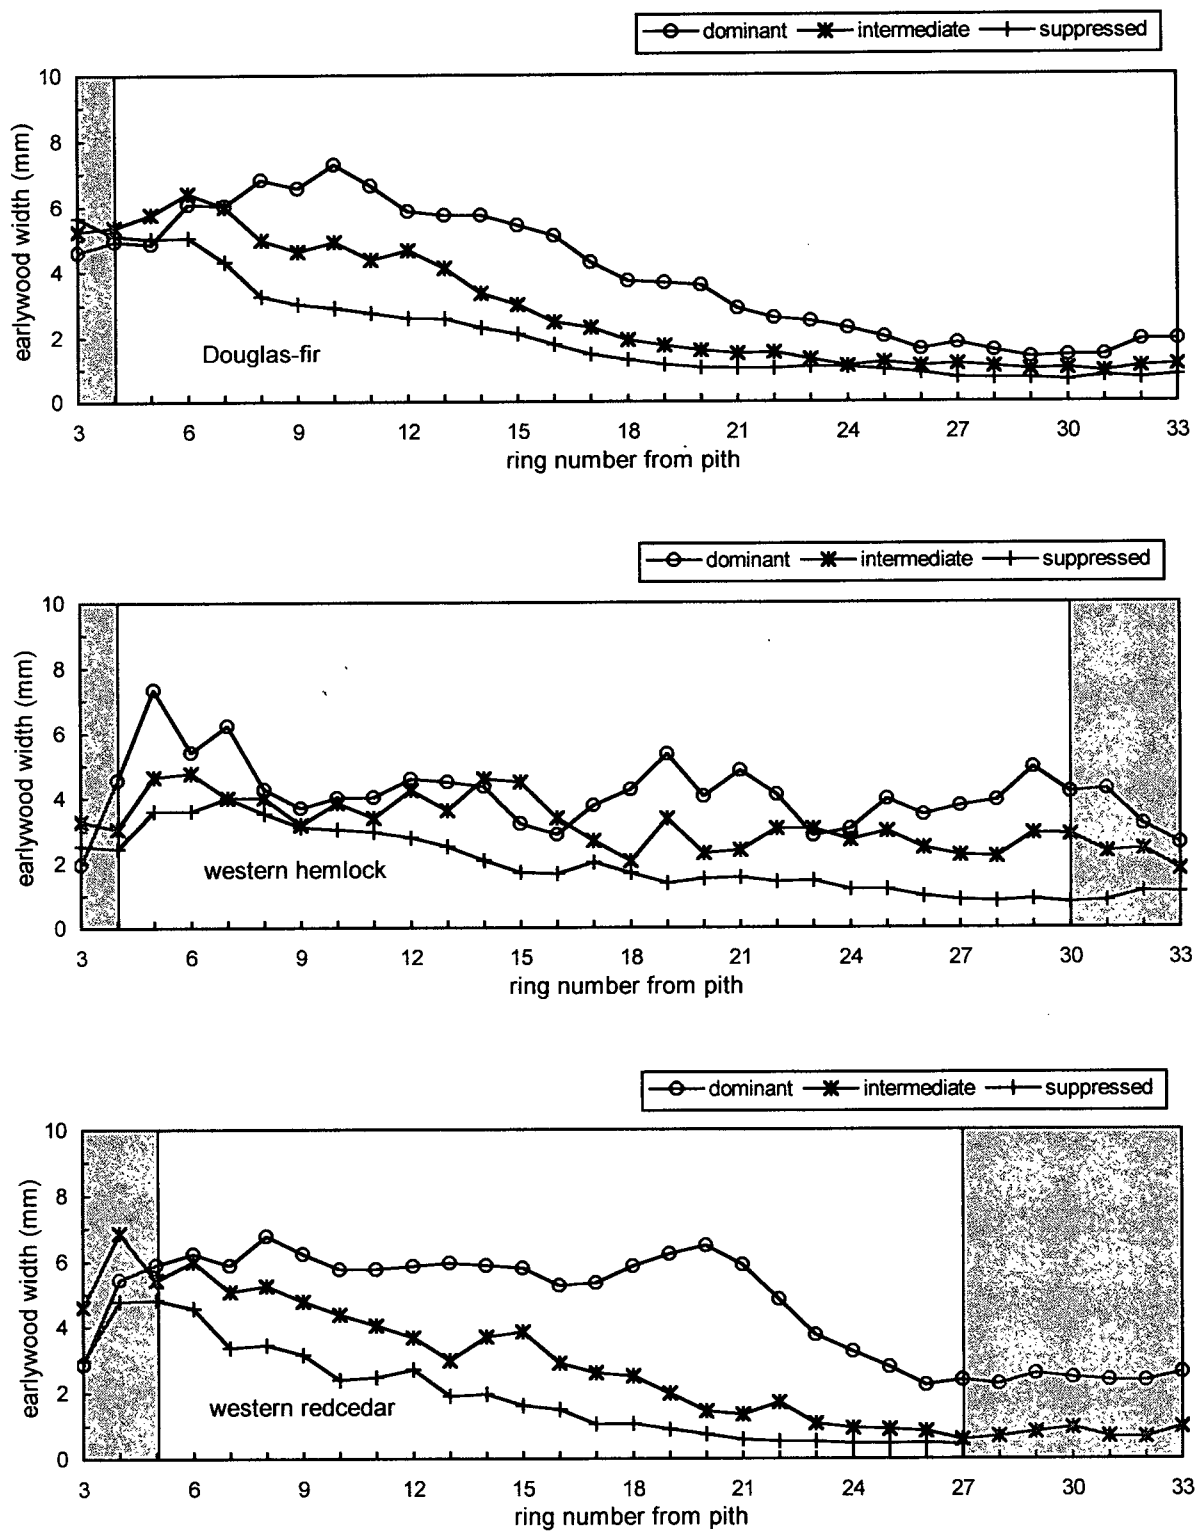 dominant intermediate suppressed
10
8
6
4
2
0
earlywood width (mm)
Douglas-fir
3 6 9 12 15 18 21 24 27 30 33
ring number from pith
dominant intermediate suppressed
10
8
6
4
2
0
earlywood width (mm)
western hemlock
3 6 9 12 15 18 21 24 27 30 33
ring number from pith
dominant intermediate suppressed
10
8
6
4
2
0
earlywood width (mm)
western redcedar
3 6 9 12 15 18 21 24 27 30 33
ring number from pith